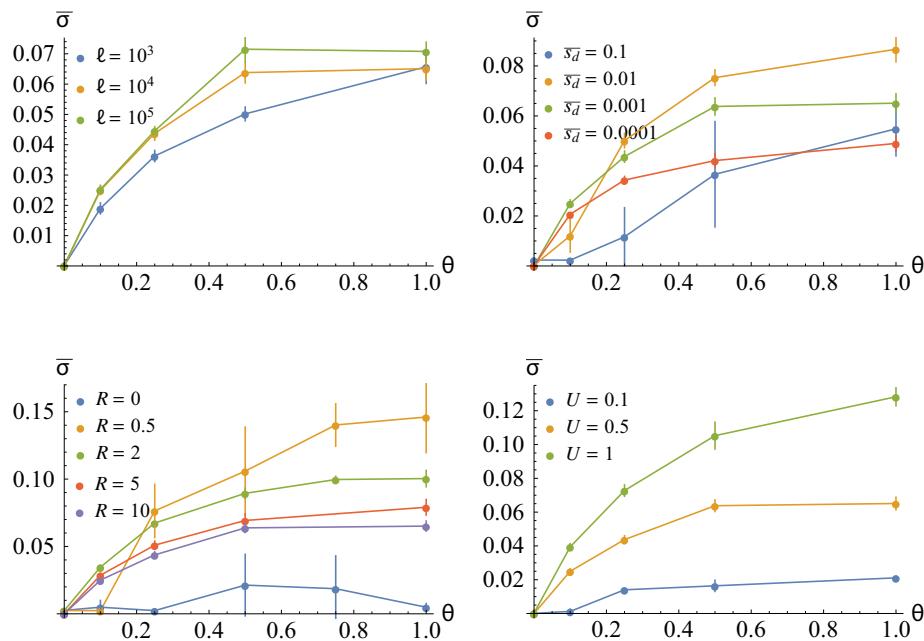 σ̅
0.07
0.06
0.05
0.04
0.03
0.02
0.01
ℓ = 10³
ℓ = 10⁴
ℓ = 10⁵
0.2 0.4 0.6 0.8 1.0 θ
σ̅
0.08
0.06
0.04
0.02
s̅d̅ = 0.1
s̅d̅ = 0.01
s̅d̅ = 0.001
s̅d̅ = 0.0001
0.2 0.4 0.6 0.8 1.0 θ
σ̅
0.15
0.10
0.05
R = 0
R = 0.5
R = 2
R = 5
R = 10
0.2 0.4 0.6 0.8 1.0 θ
σ̅
0.12
0.10
0.08
0.06
0.04
0.02
0.00
U = 0.1
U = 0.5
U = 1
0.2 0.4 0.6 0.8 1.0 θ